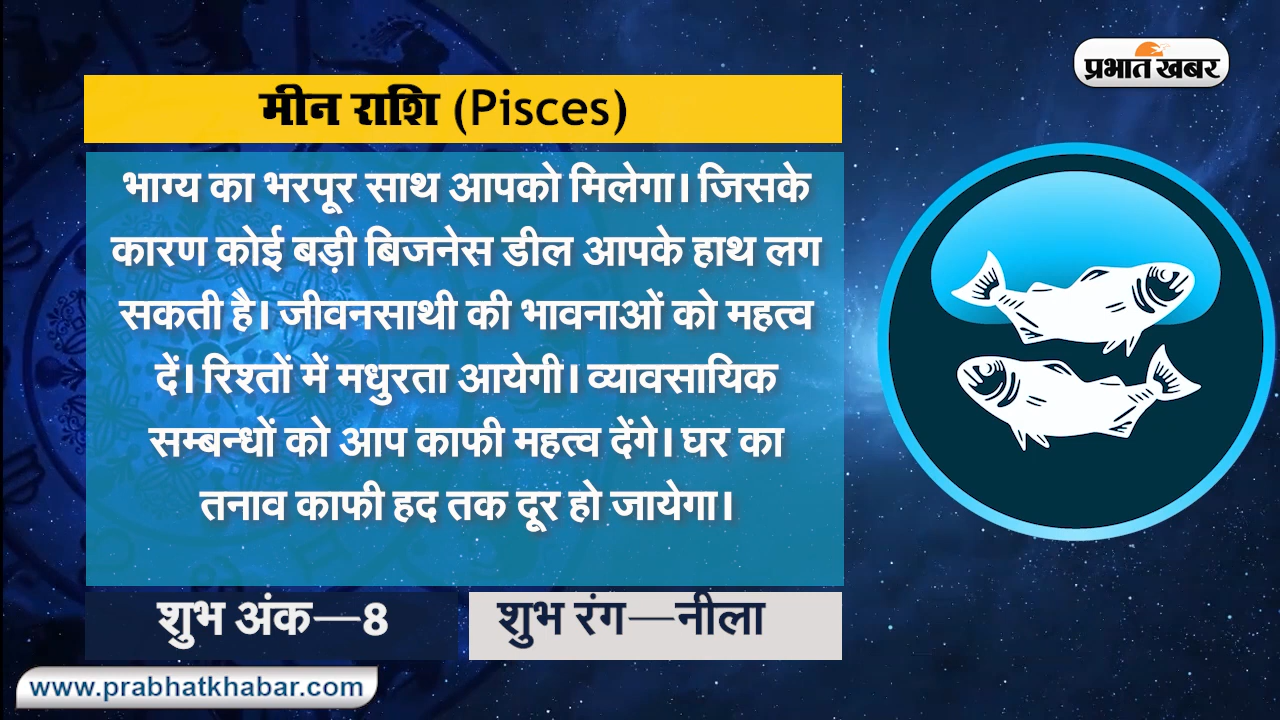 प्रभात खबर
मीन राशि (Pisces)
भाग्य का भरपूर साथ आपको मिलेगा। जिसके
कारण कोई बड़ी बिजनेस डील आपके हाथ लग
सकती है। जीवनसाथी की भावनाओं को महत्व
दें। रिश्तों में मधुरता आयेगी। व्यावसायिक
सम्बन्धों को आप काफी महत्व देंगे। घर का
तनाव काफी हद तक दूर हो जायेगा।
शुभ अंक—8
शुभ रंग—नीला
www.prabhatkhabar.com